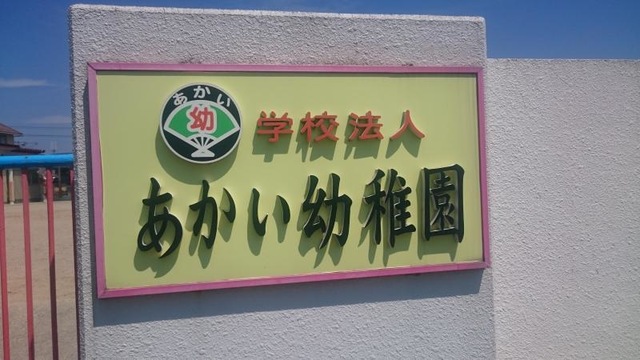 あかい
幼
学校法人
あかい幼稚園